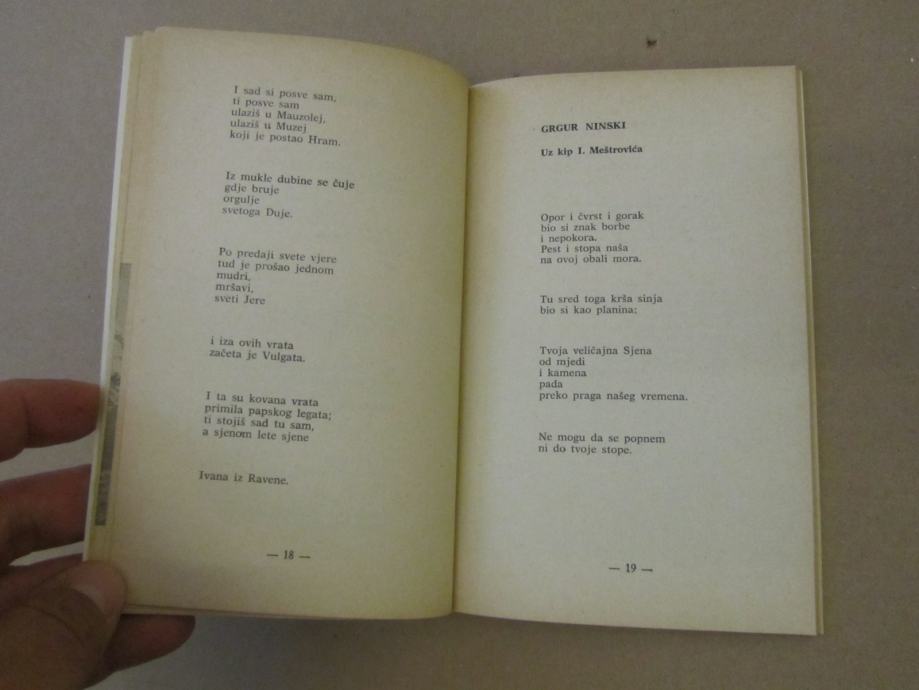 I sad si posve sam,
ti posve sam
ulaziš u Mauzolej,
ulaziš u Muzej
koji je postao Hram.
Iz mukle dubine se čuje
gdje bruje
orgulje
svetoga Duje.
Po predaji svete vjere
tud je prošao jednom
mudri,
mršavi,
sveti Jere
i iza ovih vrata
začeta je Vulgata.
I ta su kovana vrata
primila papskog legata;
ti stojiš sad tu sam,
a sjenom lete sjene
Ivana iz Ravene.
— 18 —
GRGUR NINSKI
Uz kip I. Meštrovića
Opor i čvrst i gorak
bio si znak borbe
i nepokora.
Pest i stopa naša
na ovoj obali mora.
Tu sred toga krša sinja
bio si kao planina;
Tvoja veličajna Sjena
od mjedi
i kamena
pada
preko praga našeg vremena.
Ne mogu da se popnem
ni do tvoje stope.
— 19 —